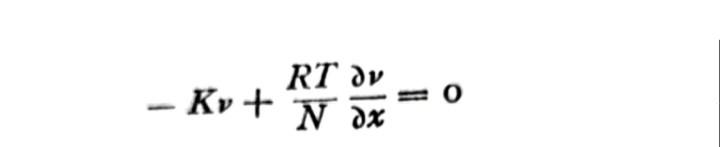 − Kν + RT/N ∂ν/∂x = 0